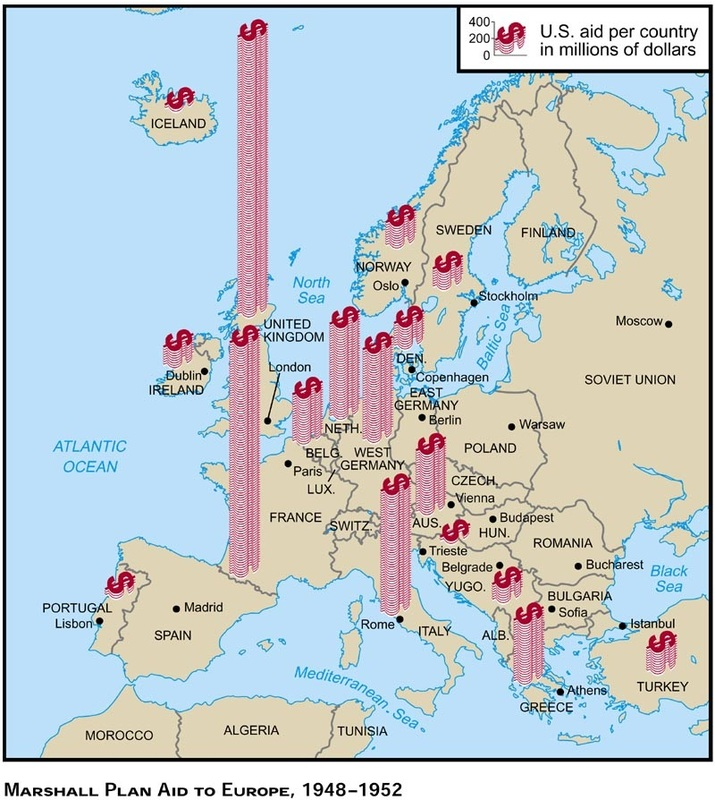 400
200
0
U.S. aid per country
in millions of dollars
ICELAND
SWEDEN
FINLAND
NORWAY
Oslo
North
Sea
Stockholm
Baltic Sea
Moscow
UNITED
KINGDOM
London
Dublin
IRELAND
DEN.
Copenhagen
SOVIET UNION
EAST
GERMANY
Berlin
Warsaw
POLAND
NETH.
ATLANTIC
OCEAN
BELG.
WEST
GERMANY
Paris
LUX.
CZECH.
Vienna
FRANCE
SWITZ.
AUS.
Budapest
HUN.
ROMANIA
Trieste
Belgrade
YUGO.
Bucharest
Black
Sea
BULGARIA
Sofia
PORTUGAL
Lisbon
Madrid
SPAIN
Rome
ITALY
ALB.
Istanbul
TURKEY
Mediterranean Sea
Athens
GREECE
MOROCCO
ALGERIA
TUNISIA
MARSHALL PLAN AID TO EUROPE, 1948–1952